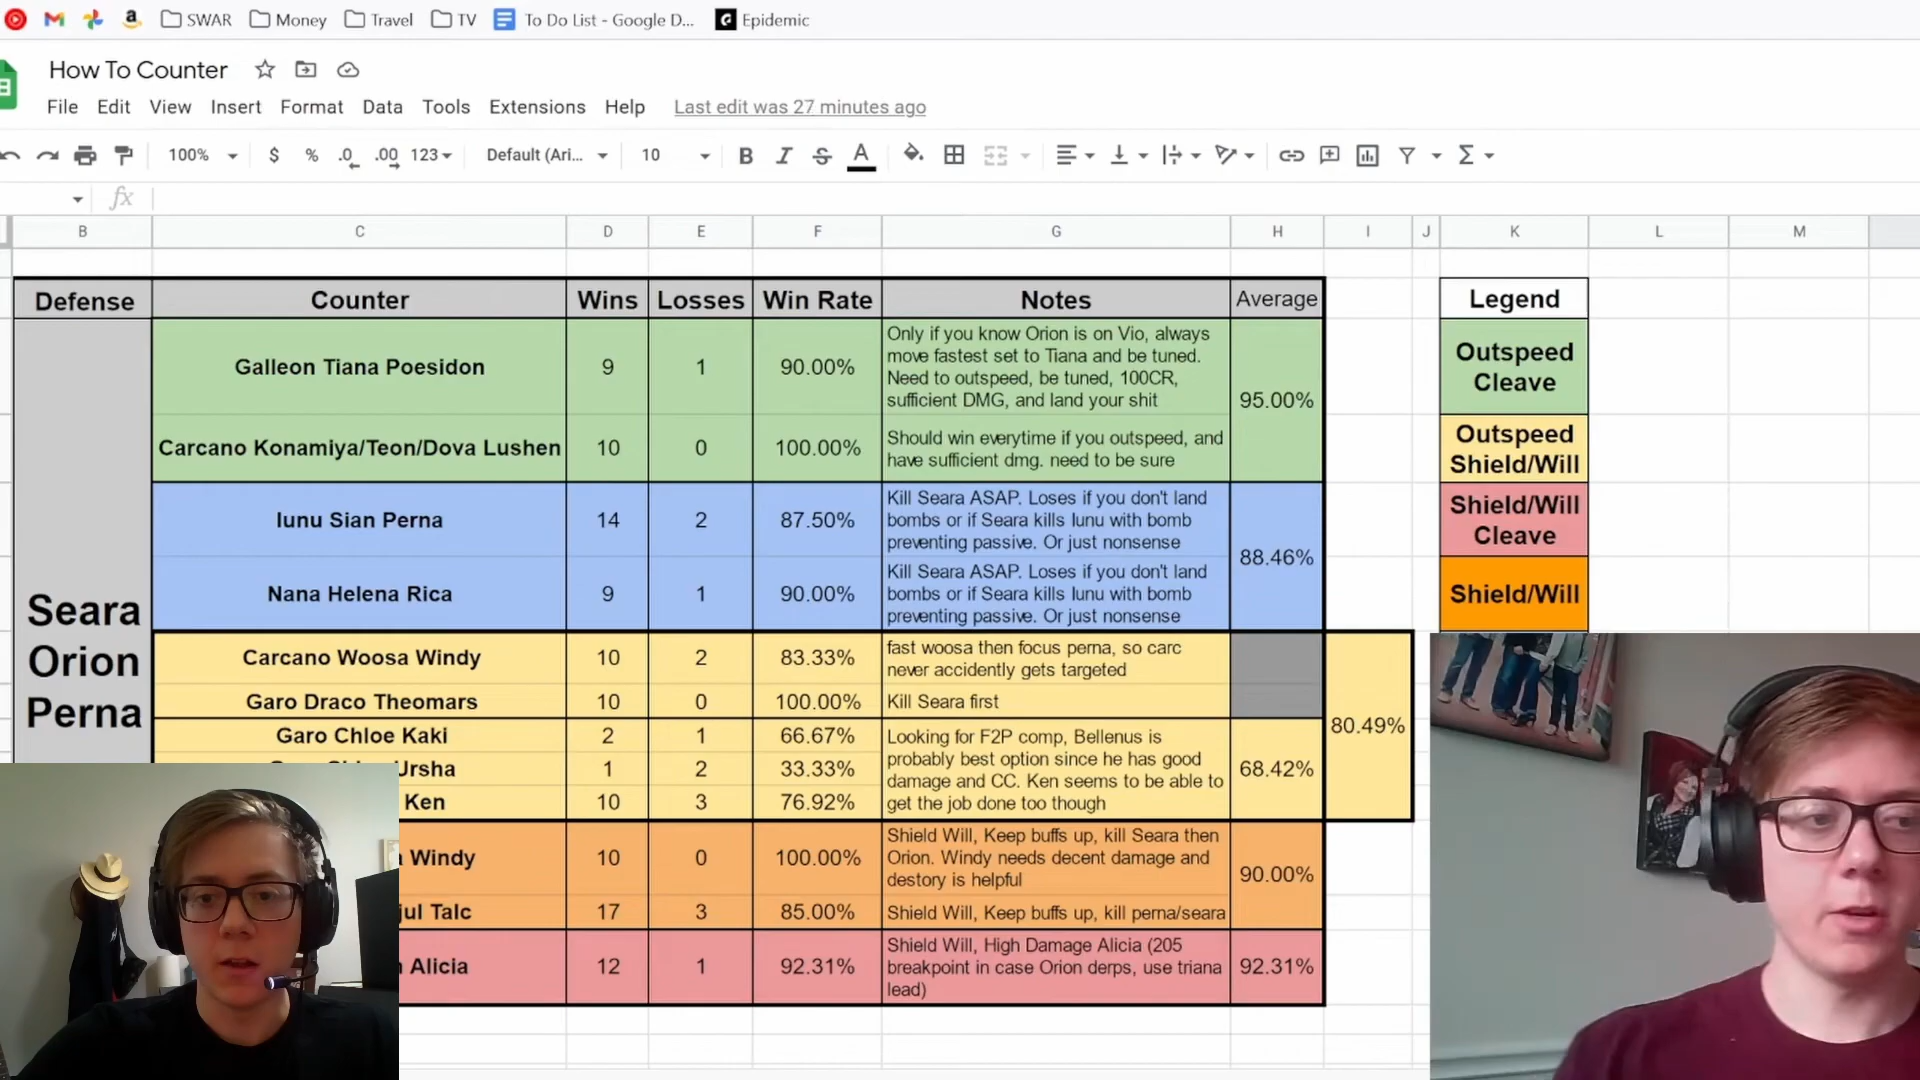 SWAR Money Travel TV To Do List - Google D... Epidemic
How To Counter
File Edit View Insert Format Data Tools Extensions Help Last edit was 27 minutes ago
100% $ % .0 .00 123 Default (Ari... 10 B I S A
fx
B C D E F G H I J K L M
Defense Counter Wins Losses Win Rate Notes Average
Seara
Orion
Perna
Galleon Tiana Poesidon 9 1 90.00%
Only if you know Orion is on Vio, always
move fastest set to Tiana and be tuned.
Need to outspeed, be tuned, 100CR,
sufficient DMG, and land your shit
95.00%
Carcano Konamiya/Teon/Dova Lushen 10 0 100.00%
Should win everytime if you outspeed, and
have sufficient dmg. need to be sure
Iunu Sian Perna 14 2 87.50%
Kill Seara ASAP. Loses if you don't land
bombs or if Seara kills Iunu with bomb
preventing passive. Or just nonsense
88.46%
Nana Helena Rica 9 1 90.00%
Kill Seara ASAP. Loses if you don't land
bombs or if Seara kills Iunu with bomb
preventing passive. Or just nonsense
Carcano Woosa Windy 10 2 83.33%
fast woosa then focus perna, so carc
never accidently gets targeted
Garo Draco Theomars 10 0 100.00% Kill Seara first
80.49%
Garo Chloe Kaki 2 1 66.67%
Ursha 1 2 33.33%
Ken 10 3 76.92%
Looking for F2P comp, Bellenus is
probably best option since he has good
damage and CC. Ken seems to be able to
get the job done too though
68.42%
Windy 10 0 100.00%
Shield Will, Keep buffs up, kill Seara then
Orion. Windy needs decent damage and
destory is helpful
90.00%
jul Talc 17 3 85.00% Shield Will, Keep buffs up, kill perna/seara
Alicia 12 1 92.31%
Shield Will, High Damage Alicia (205
breakpoint in case Orion derps, use triana
lead)
92.31%
Legend
Outspeed
Cleave
Outspeed
Shield/Will
Shield/Will
Cleave
Shield/Will